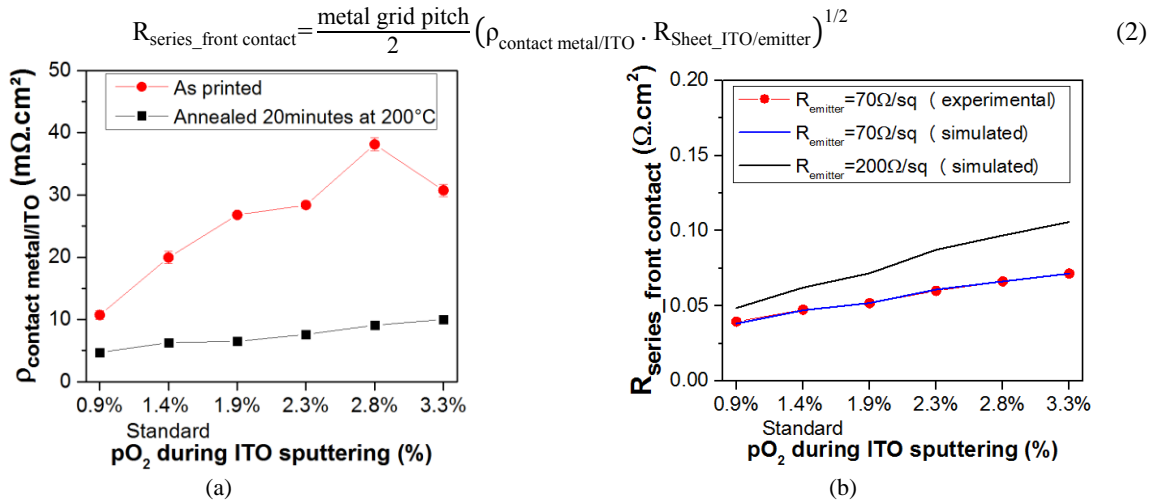 R_series_front contact = metal grid pitch / 2 (ρ_contact metal/ITO . R_Sheet_ITO/emitter)^1/2 (2)
50
40
30
20
10
0
ρcontact metal/ITO (mΩ.cm²)
As printed
Annealed 20minutes at 200°C
0.9% 1.4% 1.9% 2.3% 2.8% 3.3%
Standard
pO₂ during ITO sputtering (%)
(a)
0.20
0.15
0.10
0.05
0.00
Rseries_front contact (Ω.cm²)
R_emitter=70Ω/sq ( experimental)
R_emitter=70Ω/sq ( simulated)
R_emitter=200Ω/sq ( simulated)
0.9% 1.4% 1.9% 2.3% 2.8% 3.3%
Standard
pO₂ during ITO sputtering (%)
(b)